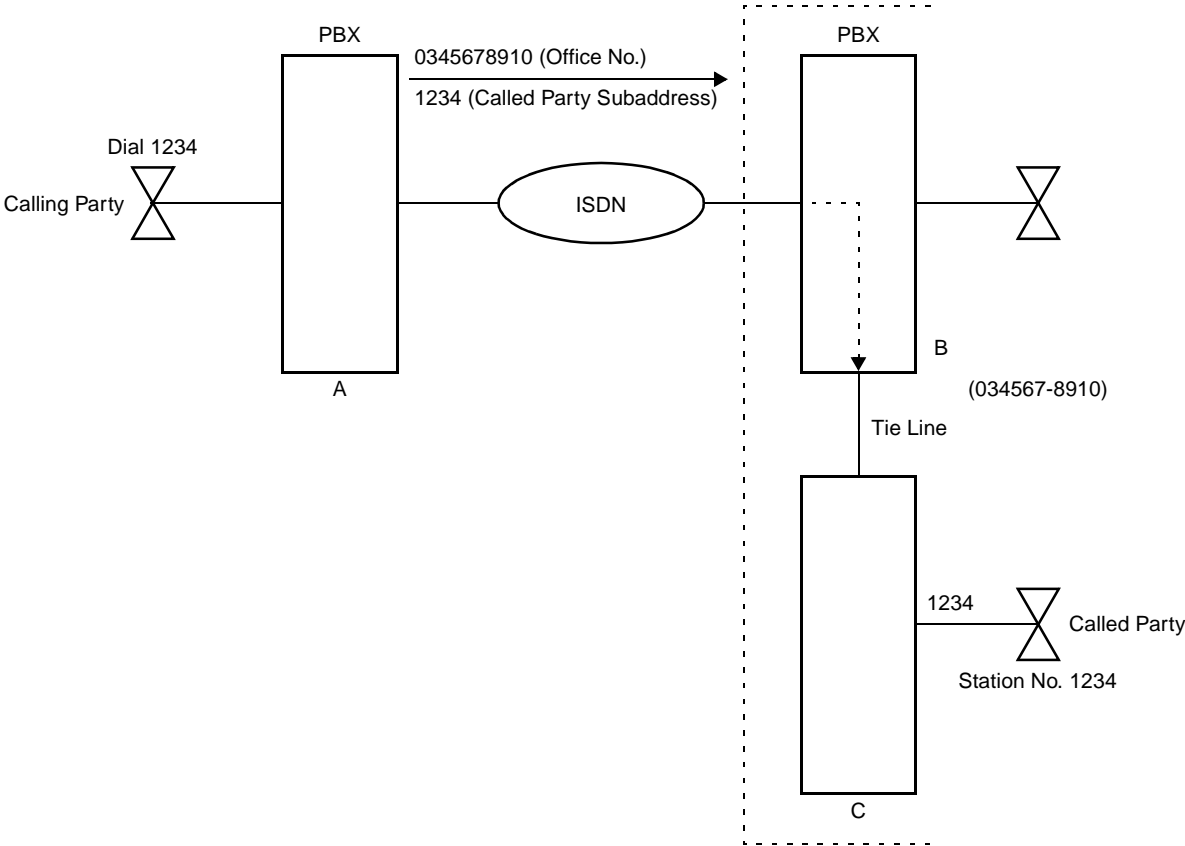 PBX
PBX
0345678910 (Office No.)
1234 (Called Party Subaddress)
Dial 1234
Calling Party
ISDN
B
A
(034567-8910)
Tie Line
1234
Called Party
Station No. 1234
C